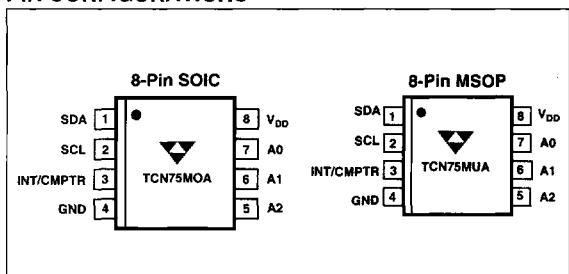 8-Pin SOIC
SDA 1
SCL 2
INT/CMPTR 3
GND 4
8 VDD
7 A0
6 A1
5 A2
TCN75MOA
8-Pin MSOP
SDA 1
SCL 2
INT/CMPTR 3
GND 4
8 VDD
7 A0
6 A1
5 A2
TCN75MUA